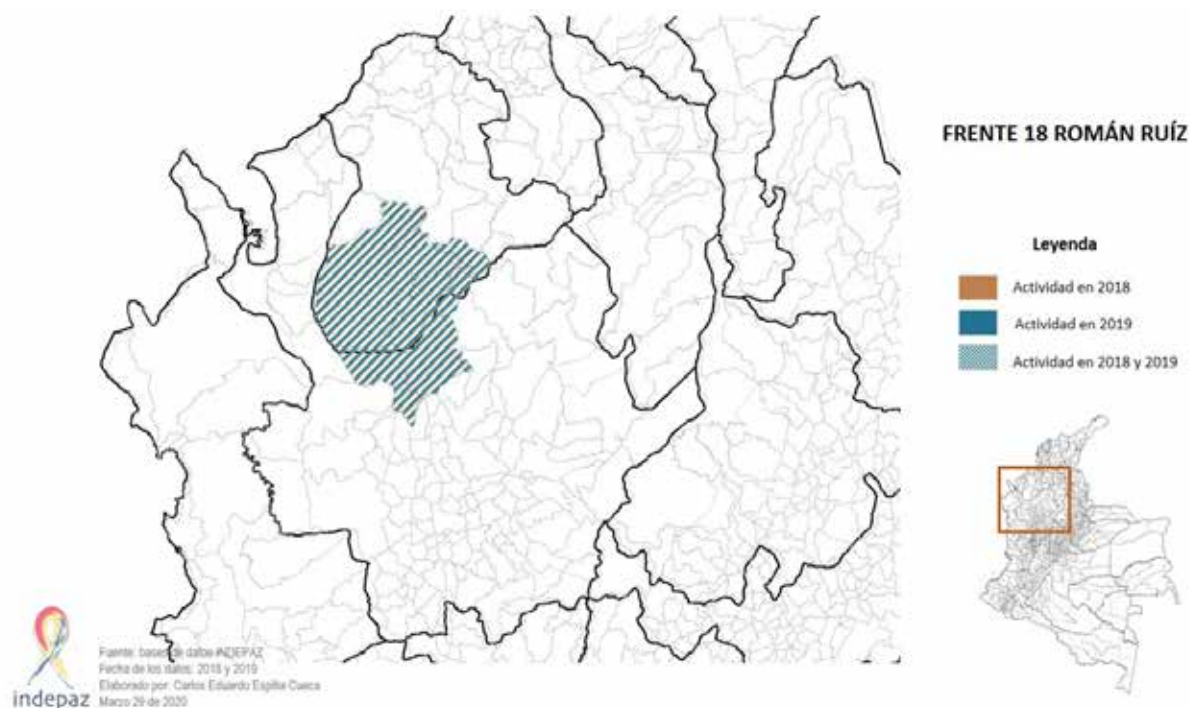 FRENTE 18 ROMÁN RUÍZ
Leyenda
Actividad en 2018
Actividad en 2019
Actividad en 2018 y 2019
indepaz
Fuente: bases de datos INDEPAZ
Fecha de los datos: 2018 y 2019
Elaborado por: Carlos Eduardo Espitia Cueca
Marzo 29 de 2020